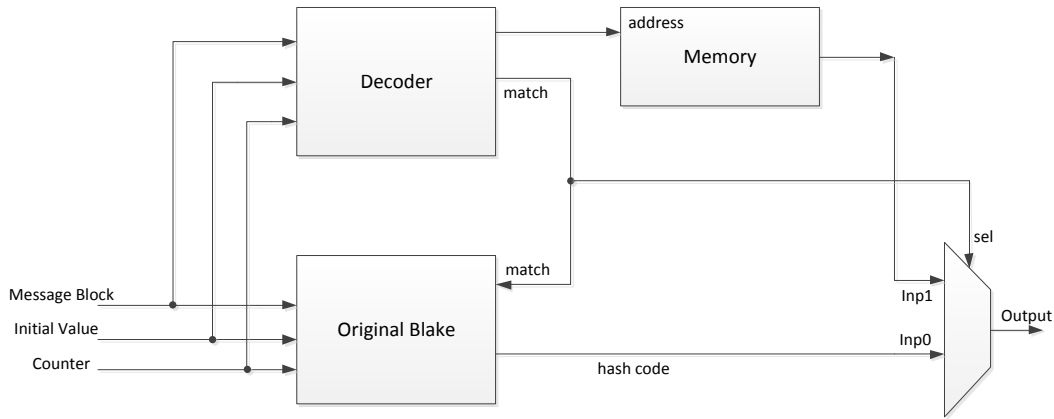 address
Memory
Decoder
match
sel
match
Message Block
Inp1
Initial Value
Original Blake
Output
Inp0
Counter
hash code